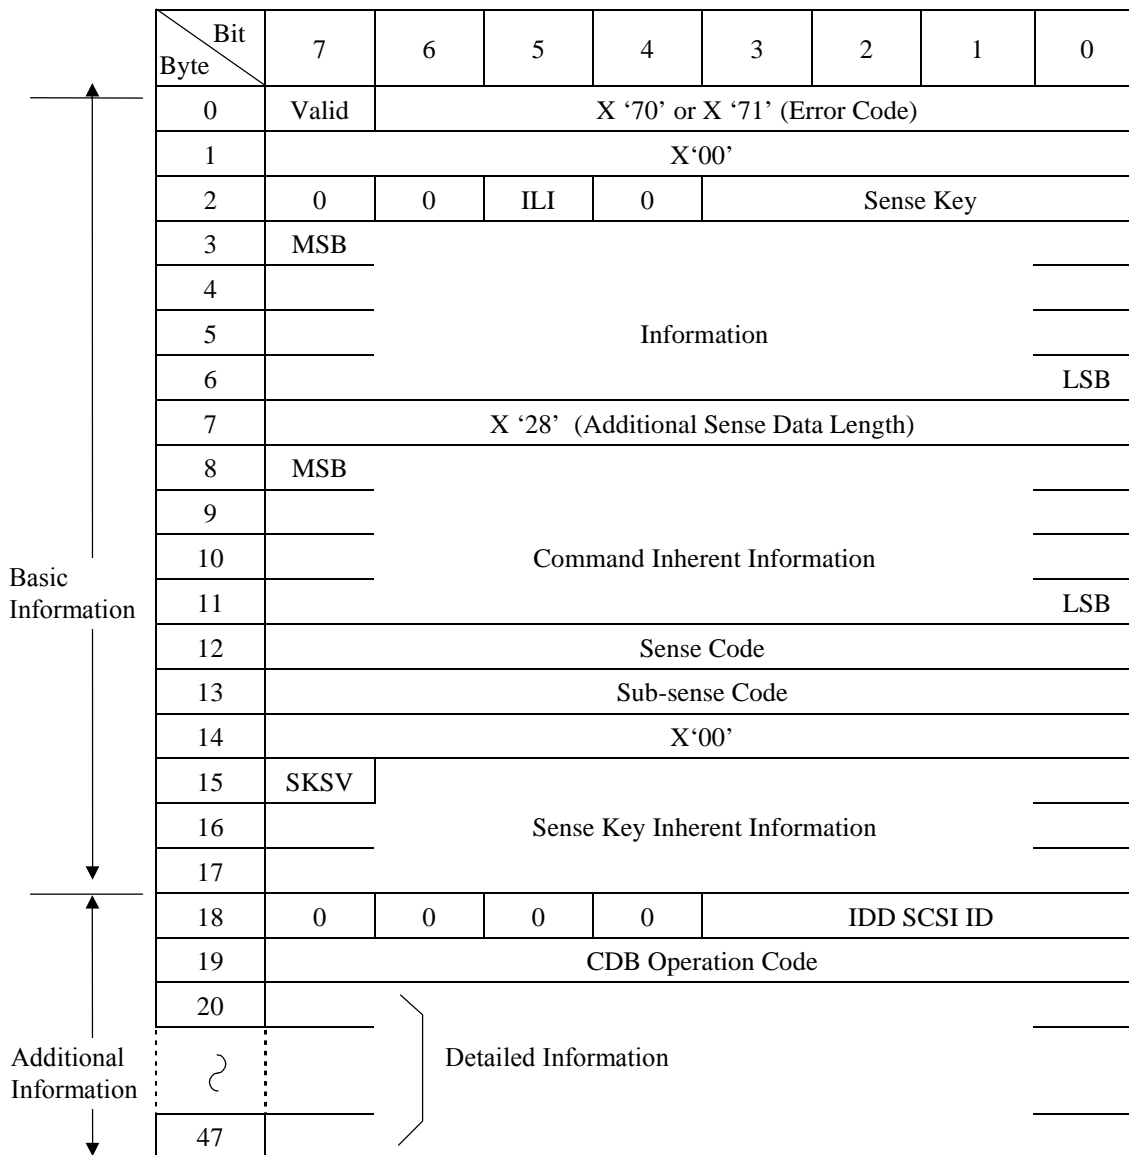 Bit
Byte 7 6 5 4 3 2 1 0
0 Valid X ‘70’ or X ‘71’ (Error Code)
1 X‘00’
2 0 0 ILI 0 Sense Key
3 MSB
4
5 Information
6 LSB
7 X ‘28’ (Additional Sense Data Length)
8 MSB
9
10 Command Inherent Information
Basic
Information
11 LSB
12 Sense Code
13 Sub-sense Code
14 X‘00’
15 SKSV
16 Sense Key Inherent Information
17
18 0 0 0 0 IDD SCSI ID
19 CDB Operation Code
20
Additional
Information
Detailed Information
47